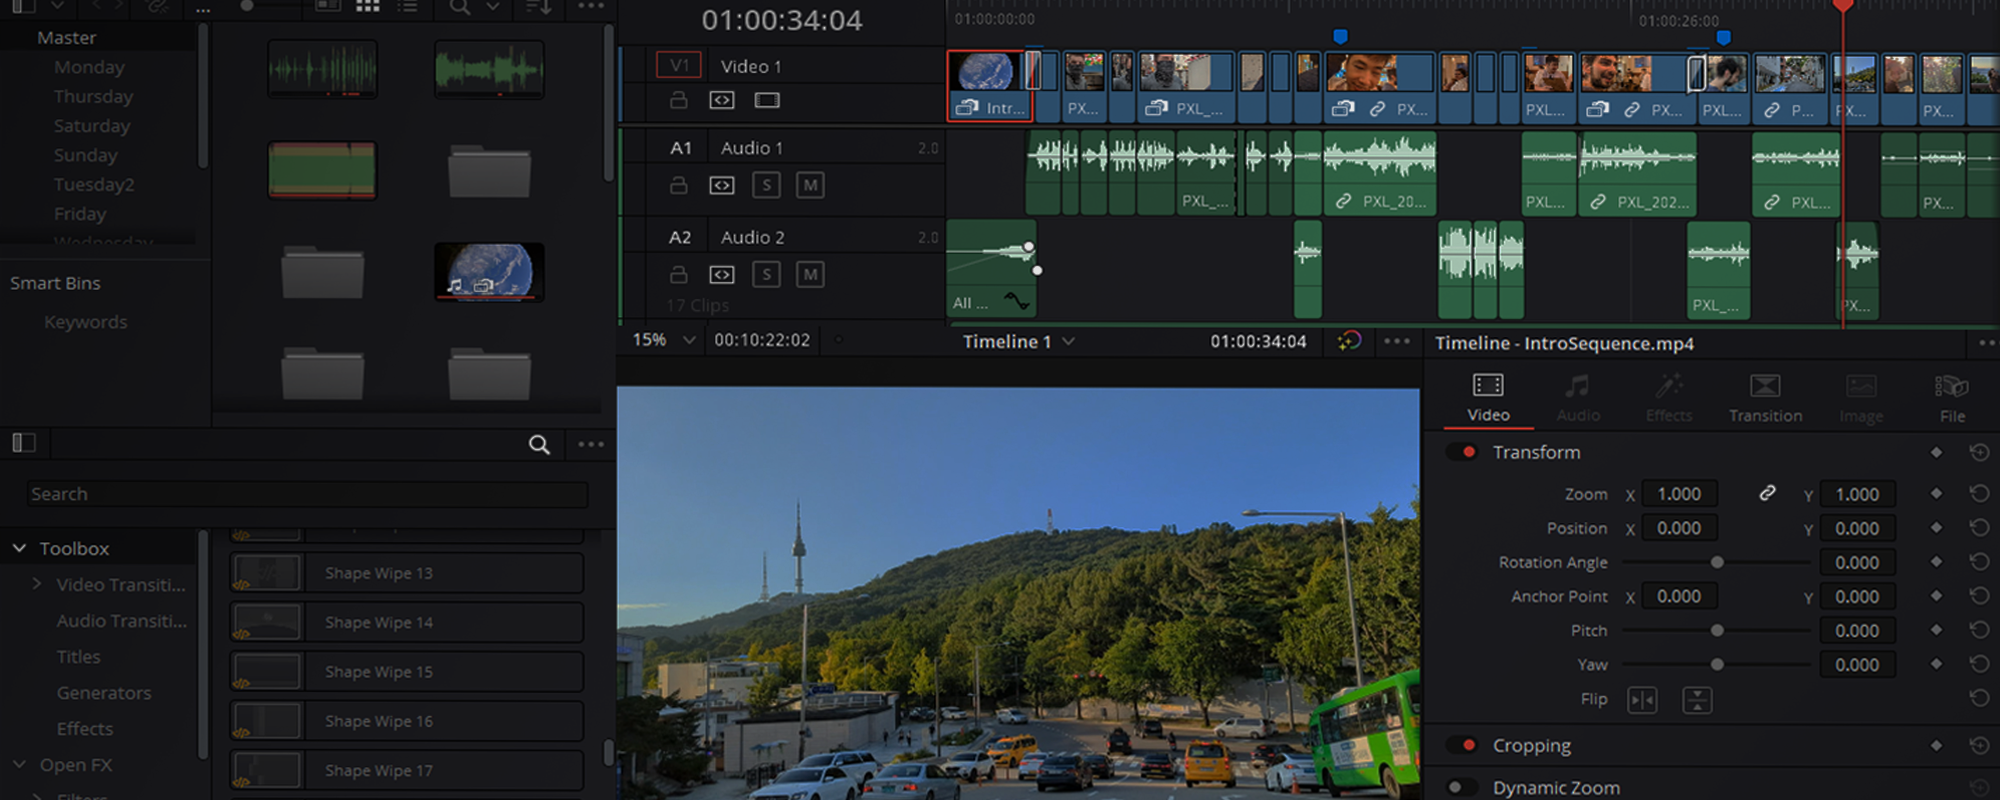 Master
Monday
Thursday
Saturday
Sunday
Tuesday2
Friday
Wednesday
Smart Bins
Keywords
Search
Toolbox
Video Transiti...
Audio Transiti...
Titles
Generators
Effects
Open FX
Filters
Shape Wipe 13
Shape Wipe 14
Shape Wipe 15
Shape Wipe 16
Shape Wipe 17
01:00:34:04
01:00:00:00
01:00:26:00
V1 Video 1
Intr...
PX...
PXL_...
PX...
PXL...
PX...
PXL...
P...
PX...
PX...
A1 Audio 1 2.0
S M
PXL_...
PXL_20...
PXL...
PXL_202...
PXL...
PX...
A2 Audio 2 2.0
S M
17 Clips
All ...
PXL_...
PX...
15% 00:10:22:02 Timeline 1 01:00:34:04
Timeline - IntroSequence.mp4
Video Audio Effects Transition Image File
Transform
Zoom X 1.000 Y 1.000
Position X 0.000 Y 0.000
Rotation Angle 0.000
Anchor Point X 0.000 Y 0.000
Pitch 0.000
Yaw 0.000
Flip
Cropping
Dynamic Zoom